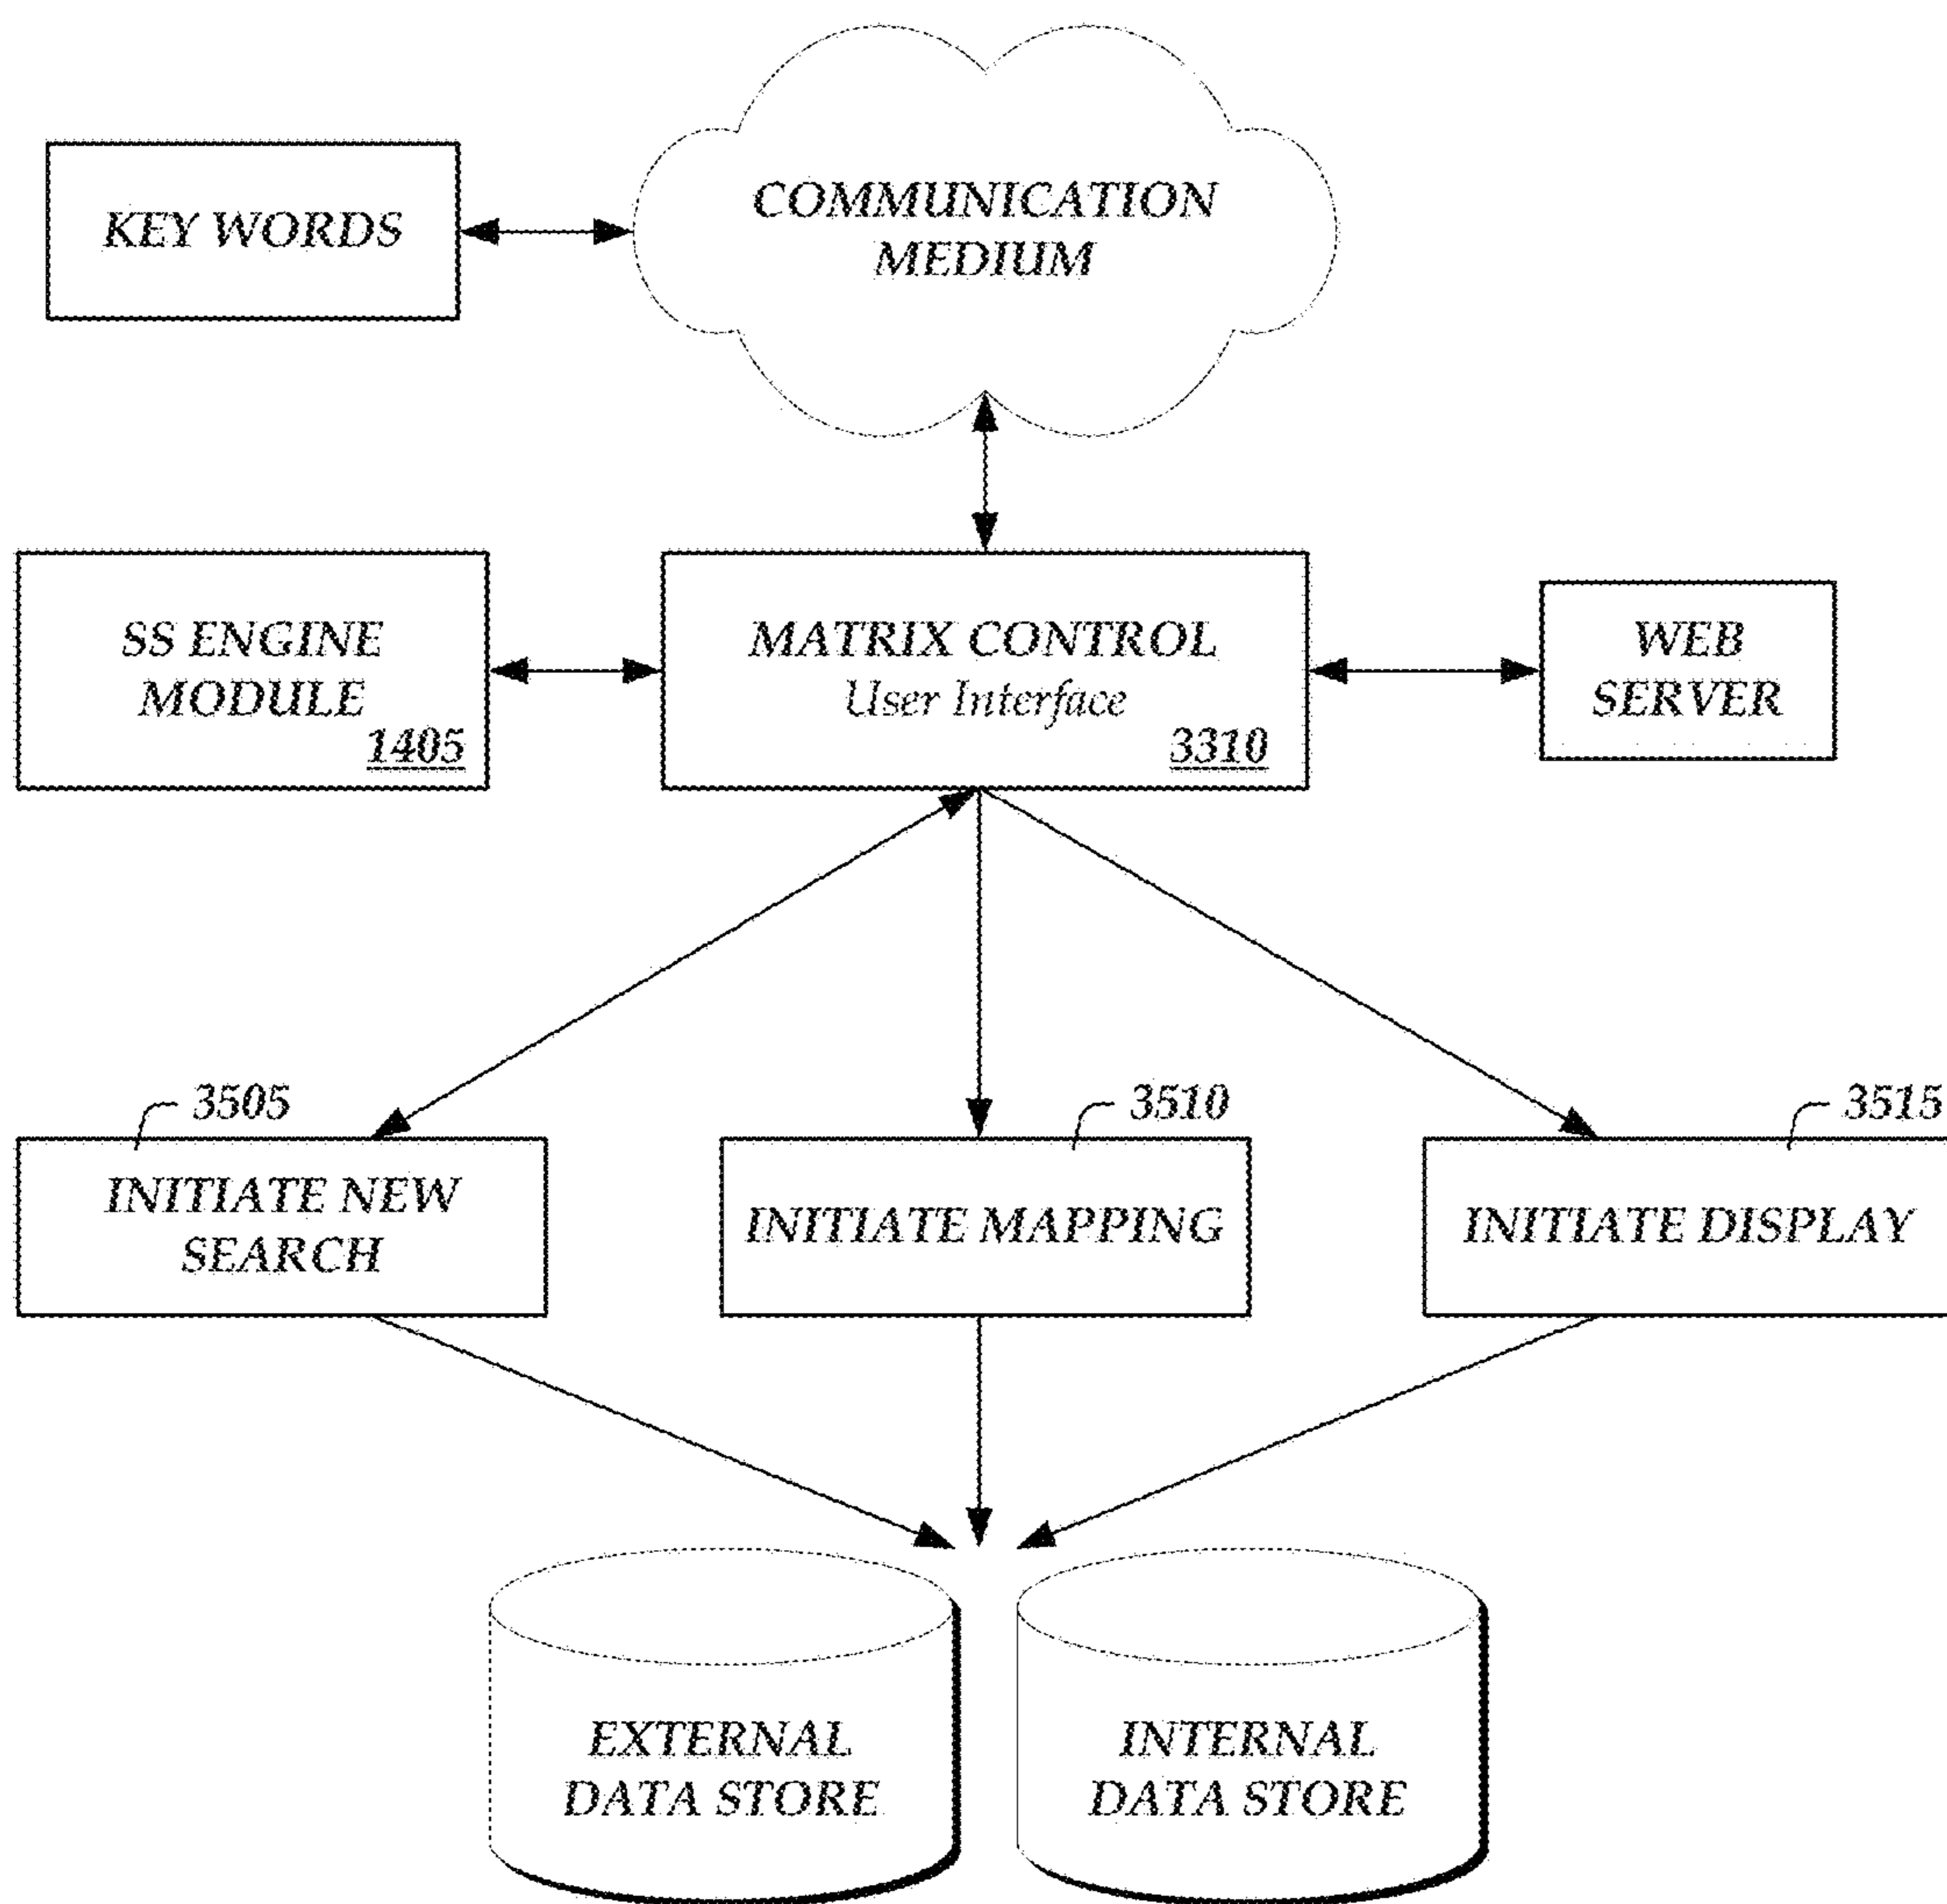 COMMUNICATION
MEDIUM
KEY WORDS
SS ENGINE
MODULE
1405
MATRIX CONTROL
User Interface
3310
WEB
SERVER
3505
INITIATE NEW
SEARCH
3510
INITIATE MAPPING
3515
INITIATE DISPLAY
EXTERNAL
DATA STORE
INTERNAL
DATA STORE